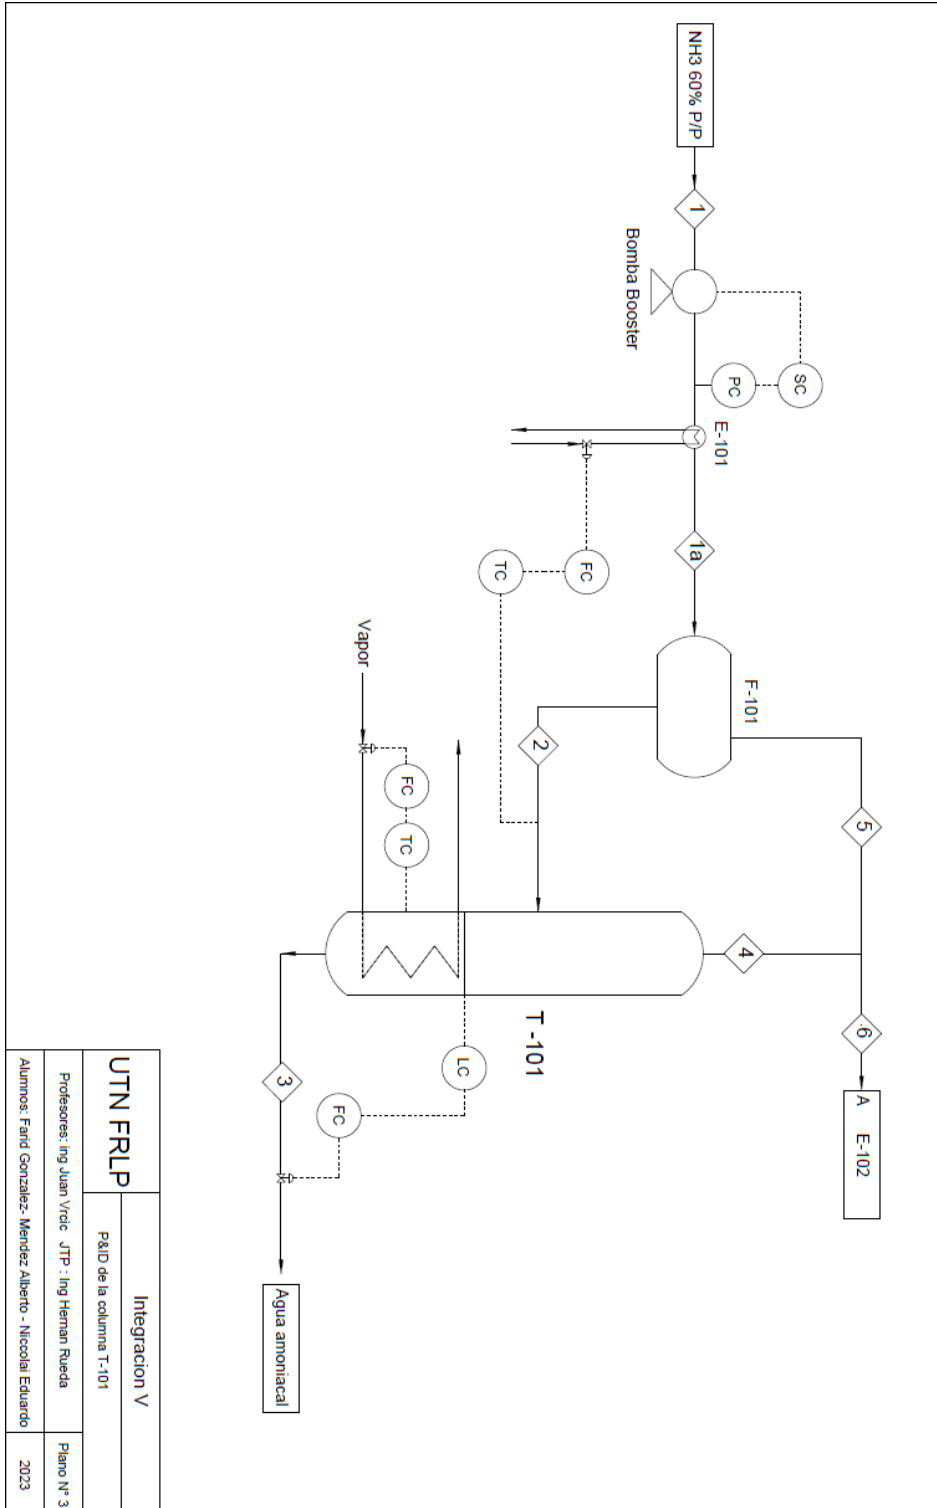 NH3 60% P/P
1
Bomba Booster
SC
PC
E-101
1a
FC
TC
F-101
5
2
Vapor
FC
TC
4
6
A E-102
T -101
LC
FC
3
Agua amoniacal
UTN FRLP
Integracion V
P&ID de la columna T-101
Profesores: ing Juan Vrcic JTP : Ing Hernan Rueda
Plano N° 3
Alumnos: Farid Gonzalez- Mendez Alberto - Niccolai Eduardo
2023